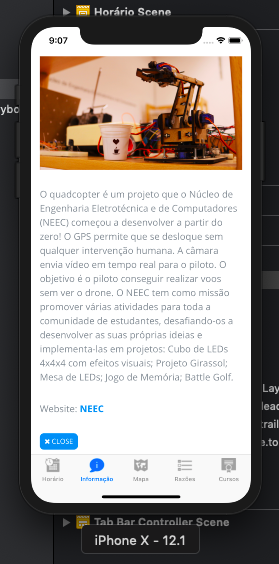 Horário Scene
9:07
ybo
O quadcopter é um projeto que o Núcleo de
Engenharia Eletrotécnica e de Computadores
(NEEC) começou a desenvolver a partir do
zero! O GPS permite que se desloque sem
qualquer intervenção humana. A câmara
envia vídeo em tempo real para o piloto. O
objetivo é o piloto conseguir realizar voos
sem ver o drone. O NEEC tem como missão
promover várias atividades para toda a
comunidade de estudantes, desafiando-os a
desenvolver as suas próprias ideias e
implementa-las em projetos: Cubo de LEDs
4x4x4 com efeitos visuais; Projeto Girassol;
Mesa de LEDs; Jogo de Memória; Battle Golf.
Lay
lead
trail
e.to
Website: NEEC
✖ CLOSE
Horário Informação Mapa Razões Cursos
Tab Bar Controller Scene
iPhone X - 12.1